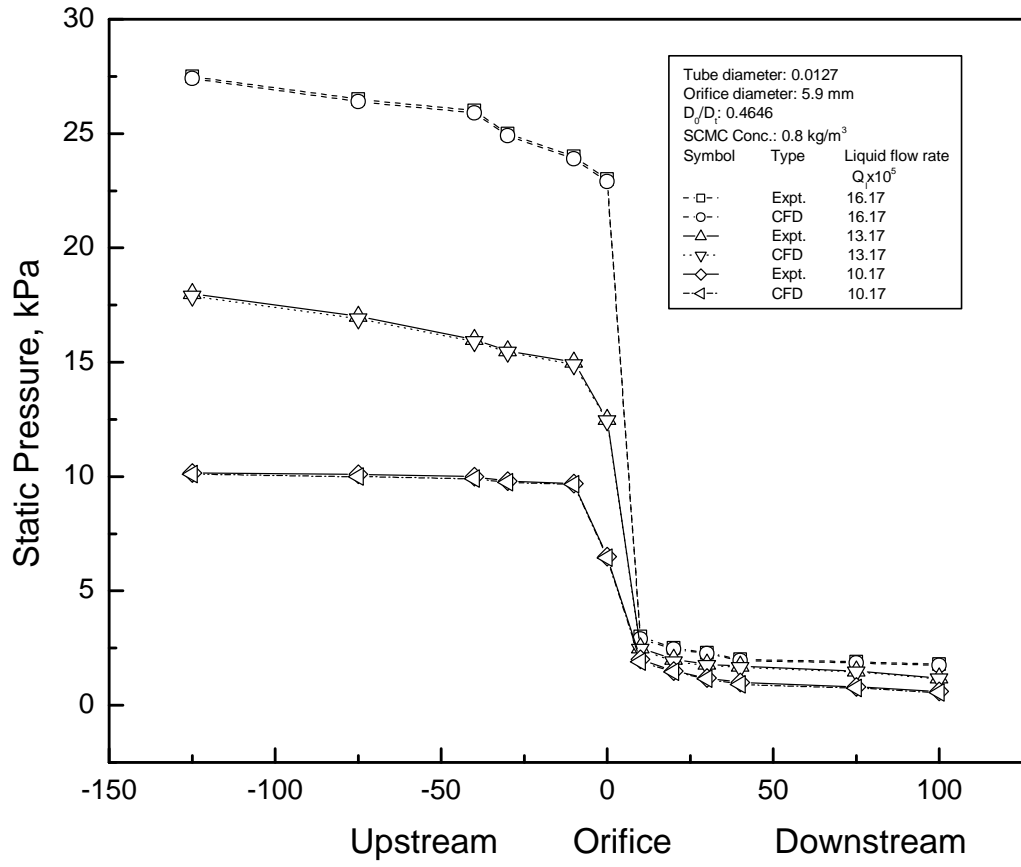 30
25
20
15
10
5
0
Static Pressure, kPa
-150 -100 -50 0 50 100
Upstream Orifice Downstream
Tube diameter: 0.0127
Orifice diameter: 5.9 mm
D0/Dt: 0.4646
SCMC Conc.: 0.8 kg/m³
Symbol Type Liquid flow rate
Qlx10⁵
Expt. 16.17
CFD 16.17
Expt. 13.17
CFD 13.17
Expt. 10.17
CFD 10.17